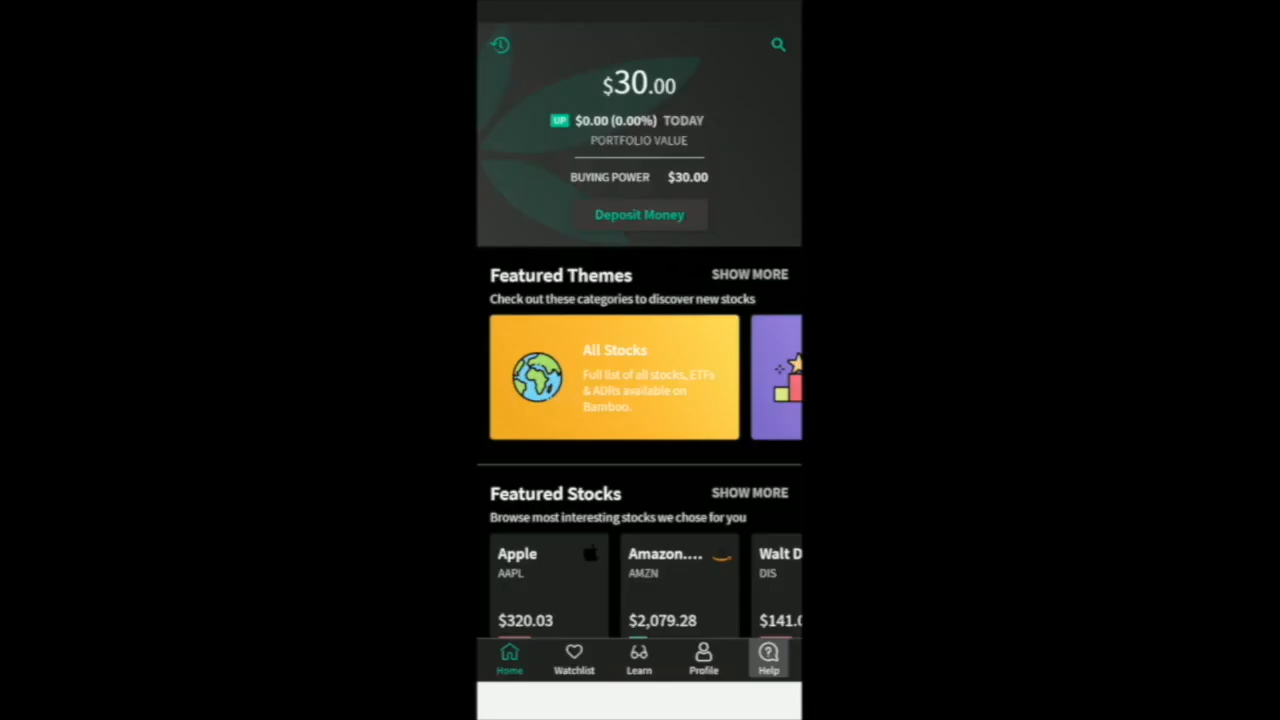 $30.00
UP $0.00 (0.00%) TODAY
PORTFOLIO VALUE
BUYING POWER $30.00
Deposit Money
Featured Themes SHOW MORE
Check out these categories to discover new stocks
All Stocks
Full list of all stocks, ETFs
& ADRs available on
Bamboo.
Featured Stocks SHOW MORE
Browse most interesting stocks we chose for you
Apple Amazon.... Walt D
AAPL AMZN DIS
$320.03 $2,079.28 $141.0
Home Watchlist Learn Profile Help